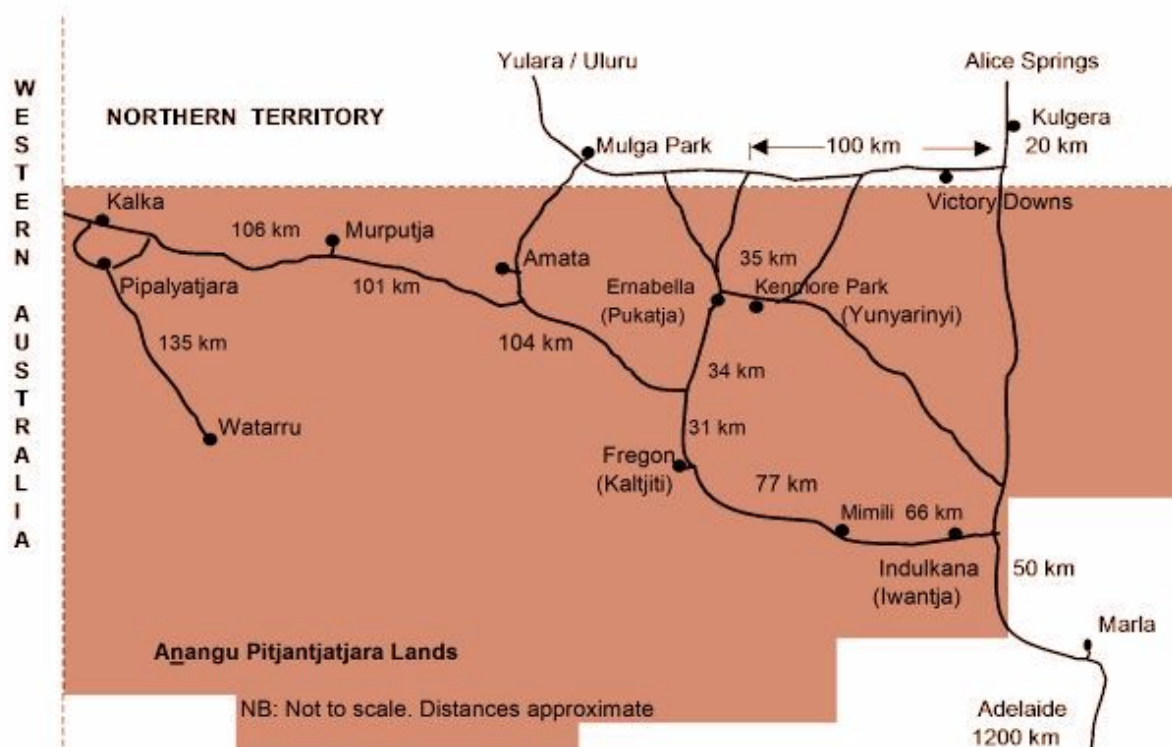 WESTERN AUSTRALIA
Yulara / Uluru
Alice Springs
NORTHERN TERRITORY
Kulgera
Mulga Park
100 km
20 km
Kalka
Victory Downs
106 km
Murputja
Amata
35 km
Pipalyatjara
101 km
Ernabella
Kenmore Park
(Pukatja)
(Yunyarinyi)
135 km
104 km
34 km
Watarru
31 km
Fregon
(Kaltjiti)
77 km
Mimili 66 km
Indulkana
50 km
(Iwantja)
Marla
Anangu Pitjantjatjara Lands
NB: Not to scale. Distances approximate
Adelaide
1200 km